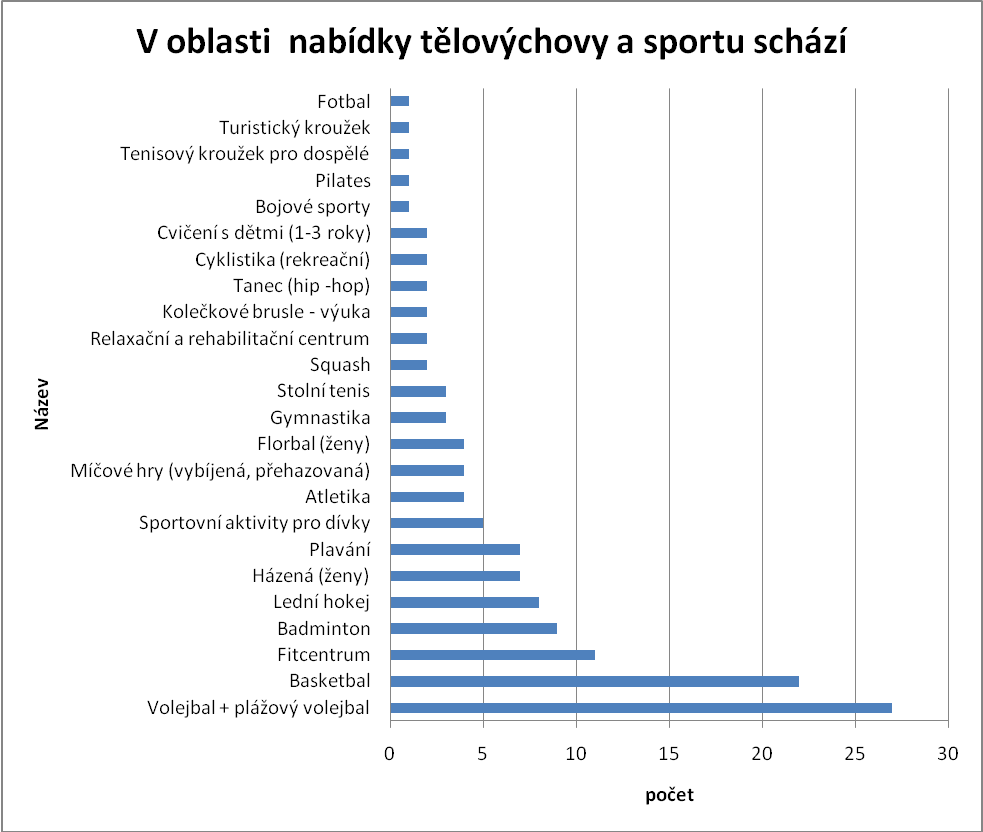 V oblasti  nabídky tělovýchovy a sportu schází
Fotbal
Turistický kroužek
Tenisový kroužek pro dospělé
Pilates
Bojové sporty
Cvičení s dětmi (1-3 roky)
Cyklistika (rekreační)
Tanec (hip -hop)
Kolečkové brusle - výuka
Relaxační a rehabilitační centrum
Squash
Stolní tenis
Gymnastika
Florbal (ženy)
Míčové hry (vybíjená, přehazovaná)
Atletika
Sportovní aktivity pro dívky
Plavání
Házená (ženy)
Lední hokej
Badminton
Fitcentrum
Basketbal
Volejbal + plážový volejbal
Název
0 5 10 15 20 25 30
počet